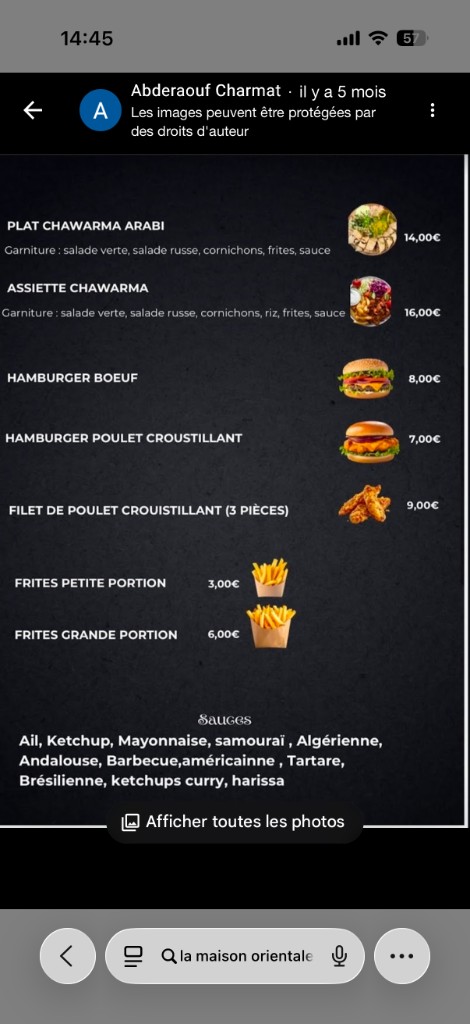 14:45
57
A
Abderaouf Charmat · il y a 5 mois
Les images peuvent être protégées par
des droits d'auteur
PLAT CHAWARMA ARABI
14,00€
Garniture : salade verte, salade russe, cornichons, frites, sauce
ASSIETTE CHAWARMA
Garniture : salade verte, salade russe, cornichons, riz, frites, sauce
16,00€
HAMBURGER BOEUF
8,00€
HAMBURGER POULET CROUSTILLANT
7,00€
FILET DE POULET CROUISTILLANT (3 PIÈCES)
9,00€
FRITES PETITE PORTION
3,00€
FRITES GRANDE PORTION
6,00€
Sauces
Ail, Ketchup, Mayonnaise, samouraï , Algérienne,
Andalouse, Barbecue,américainne , Tartare,
Brésilienne, ketchups curry, harissa
Afficher toutes les photos
la maison orientale